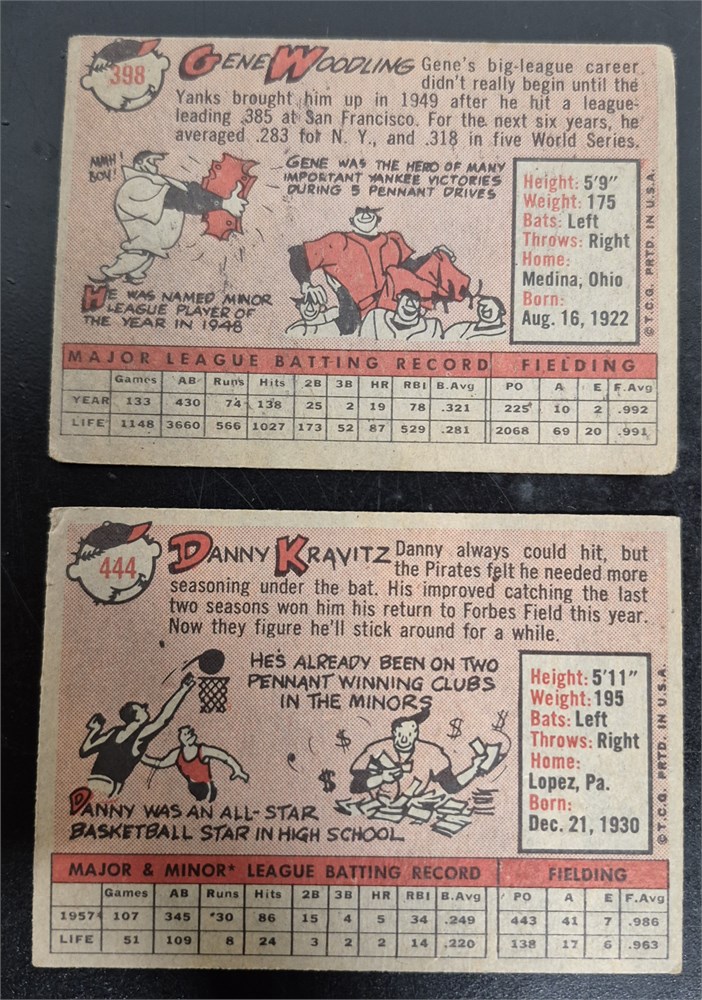 398
GENE WOODLING Gene's big-league career
didn't really begin until the
Yanks brought him up in 1949 after he hit a league-
leading .385 at San Francisco. For the next six years, he
averaged .283 for N. Y., and .318 in five World Series.
MMH!
BOY!
GENE WAS THE HERO OF MANY
IMPORTANT YANKEE VICTORIES
DURING 5 PENNANT DRIVES
HE WAS NAMED MINOR
LEAGUE PLAYER OF
THE YEAR IN 1948
Height: 5'9"
Weight: 175
Bats: Left
Throws: Right
Home:
Medina, Ohio
Born:
Aug. 16, 1922
©T.C.G. PRTD. IN U.S.A.
MAJOR LEAGUE BATTING RECORD FIELDING
Games AB Runs Hits 2B 3B HR RBI B.Avg PO A E F.Avg
YEAR 133 430 74 138 25 2 19 78 .321 225 10 2 .992
LIFE 1148 3660 566 1027 173 52 87 529 .281 2068 69 20 .991
444
DANNY KRAVITZ Danny always could hit, but
the Pirates felt he needed more
seasoning under the bat. His improved catching the last
two seasons won him his return to Forbes Field this year.
Now they figure he'll stick around for a while.
HE'S ALREADY BEEN ON TWO
PENNANT WINNING CLUBS
IN THE MINORS
$ $ $ $ $
DANNY WAS AN ALL-STAR
BASKETBALL STAR IN HIGH SCHOOL
Height: 5'11"
Weight: 195
Bats: Left
Throws: Right
Home:
Lopez, Pa.
Born:
Dec. 21, 1930
©T.C.G. PRTD. IN U.S.A.
MAJOR & MINOR* LEAGUE BATTING RECORD FIELDING
Games AB Runs Hits 2B 3B HR RBI B.Avg PO A E F.Avg
1957* 107 345 *30 86 15 4 5 34 .249 443 41 7 .986
LIFE 51 109 8 24 3 2 2 14 .220 138 17 6 .963